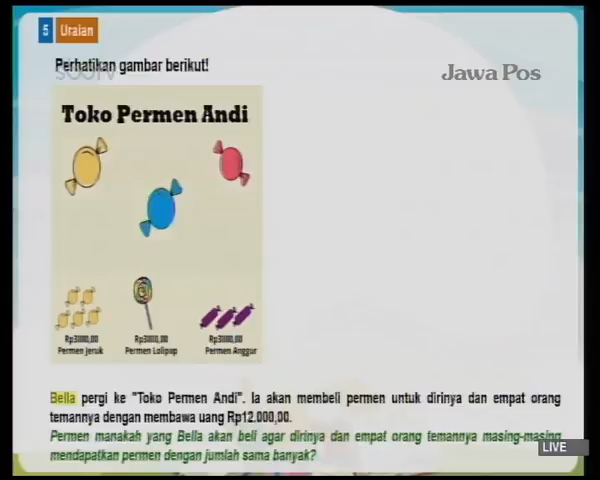 5 Uraian
Perhatikan gambar berikut!
Jawa Pos
Toko Permen Andi
Rp3000,00 Rp3000,00 Rp3000,00
Permen Jeruk Permen Lolipop Permen Anggur
Bella pergi ke "Toko Permen Andi". Ia akan membeli permen untuk dirinya dan empat orang
temannya dengan membawa uang Rp12.000,00.
Permen manakah yang Bella akan beli agar dirinya dan empat orang temannya masing-masing
mendapatkan permen dengan jumlah sama banyak?
LIVE